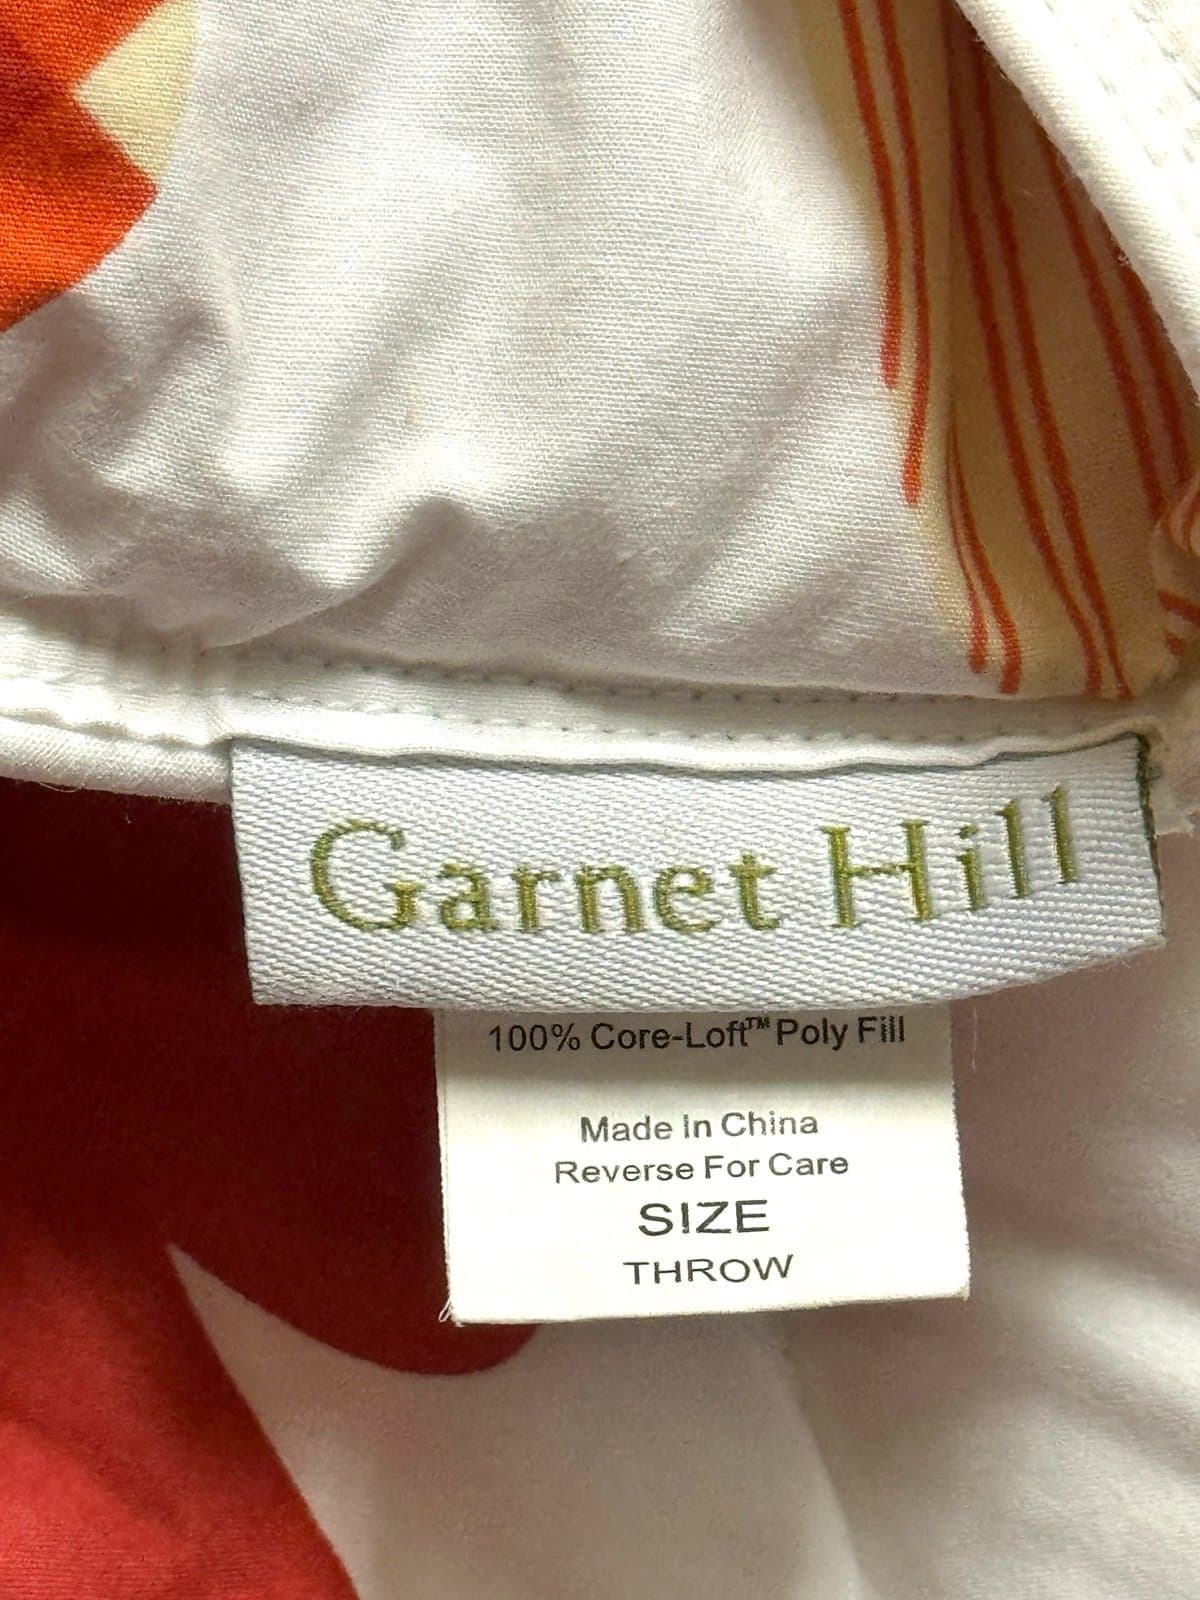 Garnet Hill
100% Core-Loft™ Poly Fill
Made In China
Reverse For Care
SIZE
THROW